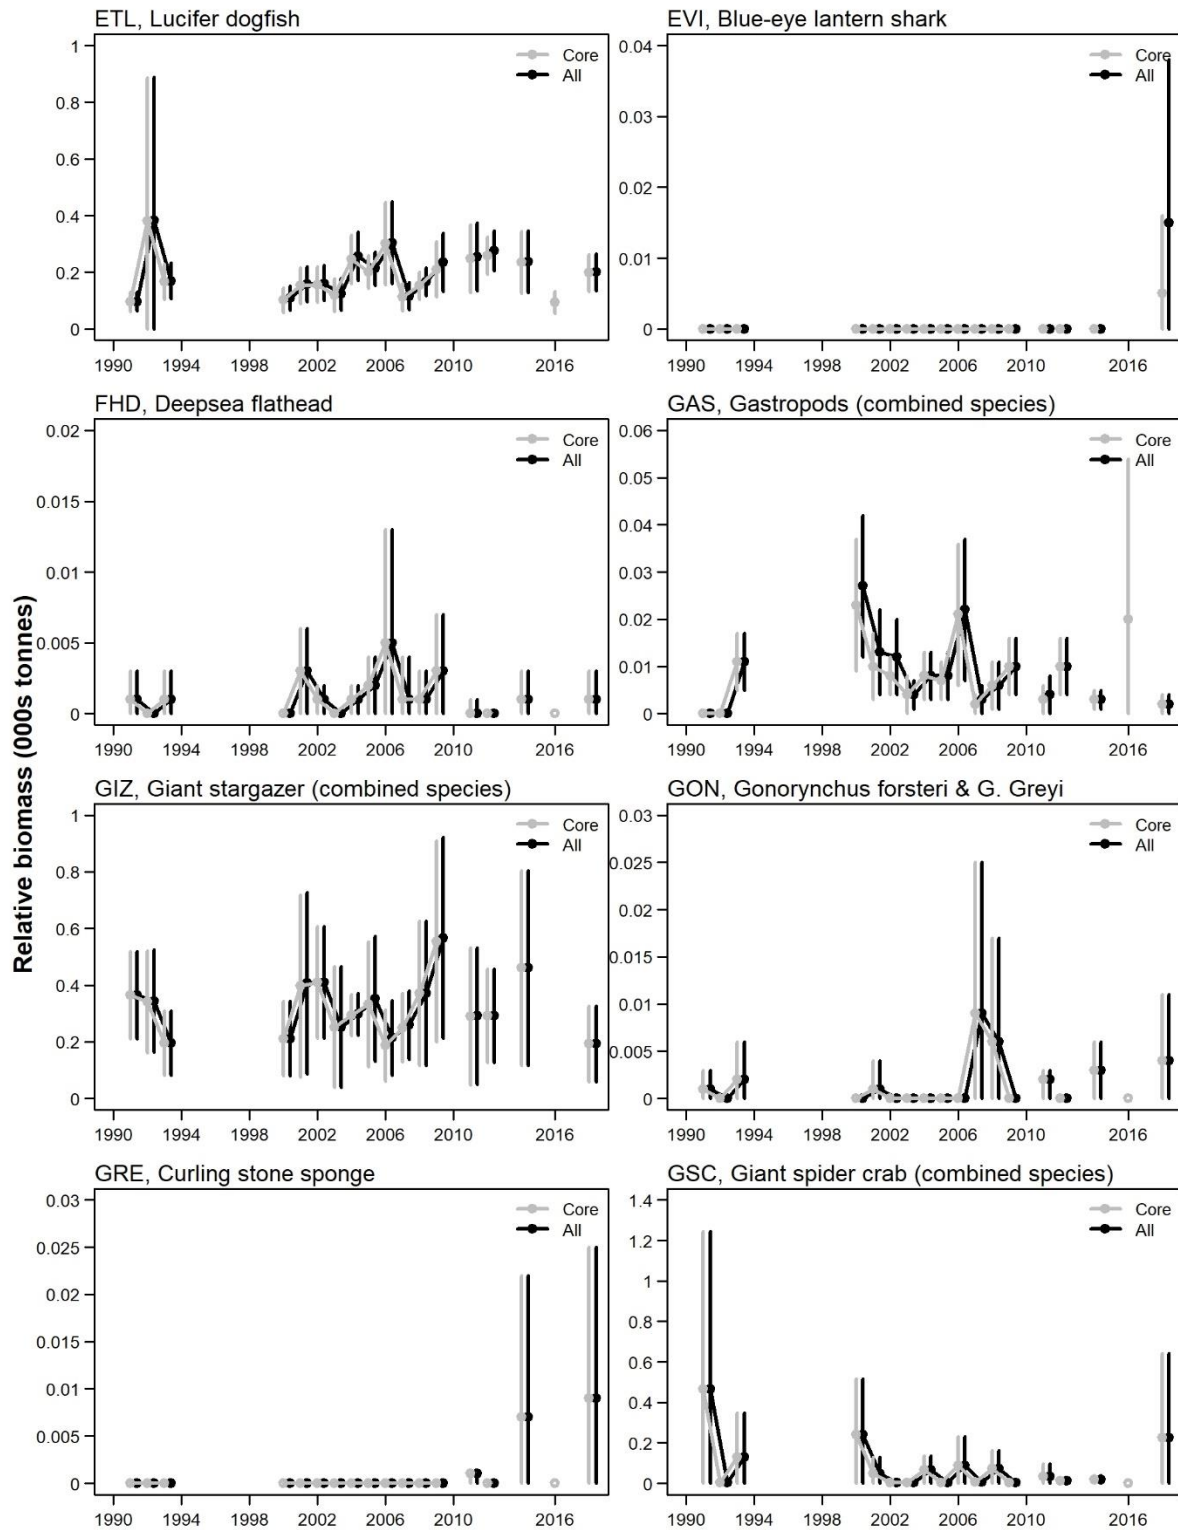 Relative biomass (000s tonnes)
ETL, Lucifer dogfish
Core
All
1
0.8
0.6
0.4
0.2
0
1990 1994 1998 2002 2006 2010 2016
EVI, Blue-eye lantern shark
Core
All
0.04
0.03
0.02
0.01
0
1990 1994 1998 2002 2006 2010 2016
FHD, Deepsea flathead
Core
All
0.02
0.015
0.01
0.005
0
1990 1994 1998 2002 2006 2010 2016
GAS, Gastropods (combined species)
Core
All
0.06
0.05
0.04
0.03
0.02
0.01
0
1990 1994 1998 2002 2006 2010 2016
GIZ, Giant stargazer (combined species)
Core
All
1
0.8
0.6
0.4
0.2
0
1990 1994 1998 2002 2006 2010 2016
GON, Gonorynchus forsteri & G. Greyi
Core
All
0.03
0.025
0.02
0.015
0.01
0.005
0
1990 1994 1998 2002 2006 2010 2016
GRE, Curling stone sponge
Core
All
0.03
0.025
0.02
0.015
0.01
0.005
0
1990 1994 1998 2002 2006 2010 2016
GSC, Giant spider crab (combined species)
Core
All
1.4
1.2
1
0.8
0.6
0.4
0.2
0
1990 1994 1998 2002 2006 2010 2016